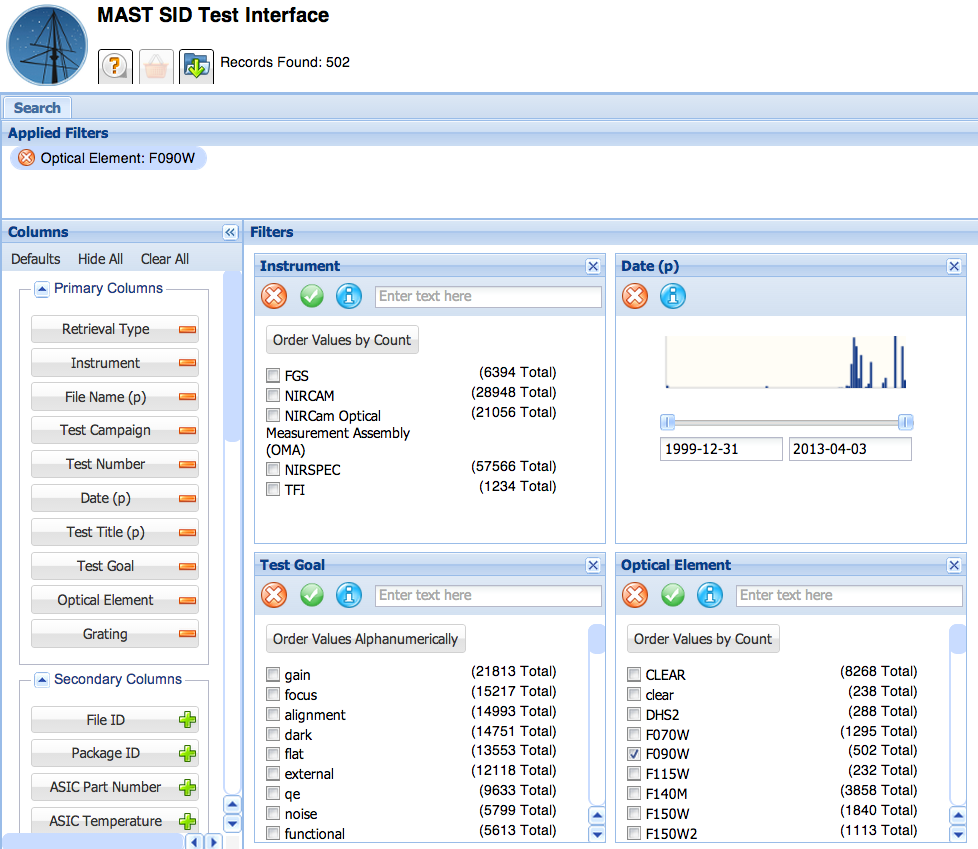 MAST SID Test Interface
?
Records Found: 502
Search
Applied Filters
Optical Element: F090W
Columns
Defaults Hide All Clear All
Primary Columns
Retrieval Type
Instrument
File Name (p)
Test Campaign
Test Number
Date (p)
Test Title (p)
Test Goal
Optical Element
Grating
Secondary Columns
File ID
Package ID
ASIC Part Number
ASIC Temperature
Filters
Instrument
Enter text here
Order Values by Count
FGS (6394 Total)
NIRCAM (28948 Total)
NIRCam Optical (21056 Total)
Measurement Assembly
(OMA)
NIRSPEC (57566 Total)
TFI (1234 Total)
Date (p)
1999-12-31 2013-04-03
Test Goal
Enter text here
Order Values Alphanumerically
gain (21813 Total)
focus (15217 Total)
alignment (14993 Total)
dark (14751 Total)
flat (13553 Total)
external (12118 Total)
qe (9633 Total)
noise (5799 Total)
functional (5613 Total)
Optical Element
Enter text here
Order Values by Count
CLEAR (8268 Total)
clear (238 Total)
DHS2 (288 Total)
F070W (1295 Total)
F090W (502 Total)
F115W (232 Total)
F140M (3858 Total)
F150W (1840 Total)
F150W2 (1113 Total)